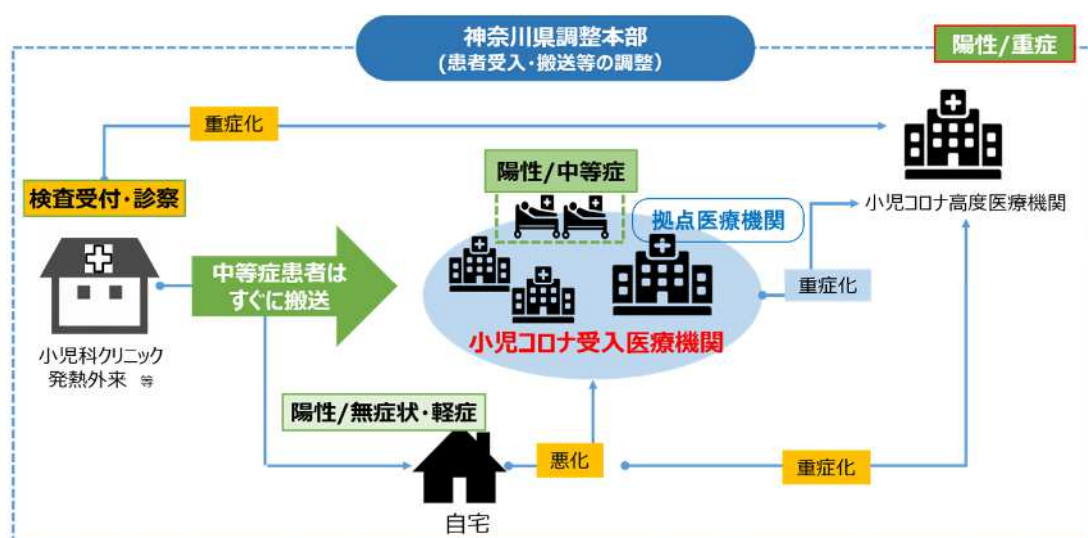 神奈川県調整本部
(患者受入・搬送等の調整)
陽性/重症
重症化
検査受付・診察
陽性/中等症
小児コロナ高度医療機関
拠点医療機関
中等症患者は
すぐに搬送
重症化
小児コロナ受入医療機関
小児科クリニック
発熱外来 等
陽性/無症状・軽症
悪化
重症化
自宅